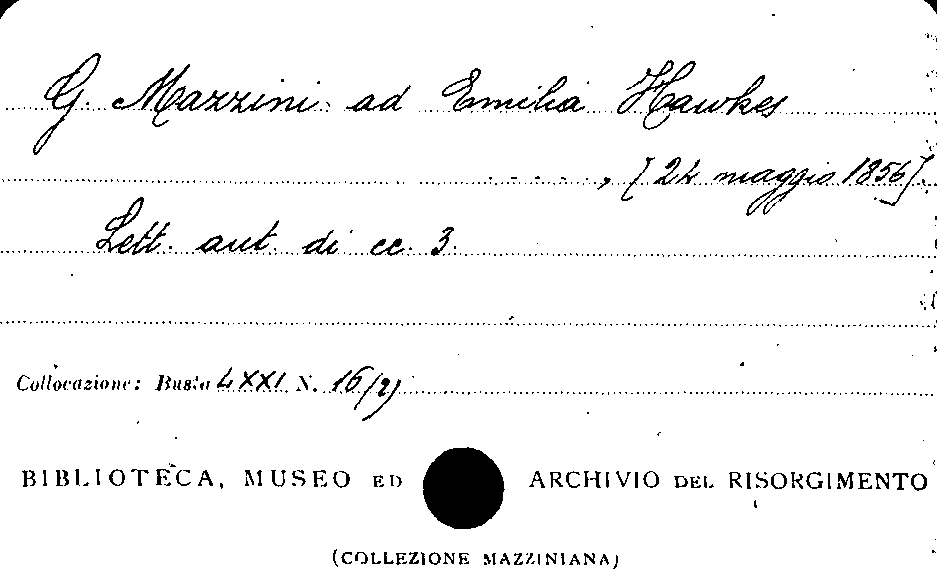 G. Mazzini ad Emilia Hawkes
....., [24 maggio 1856].
Lett. aut. di cc. 3.
Collocazione: Busta LXXI N. 16/2)
BIBLIOTECA, MUSEO ED ARCHIVIO DEL RISORGIMENTO
(COLLEZIONE MAZZINIANA)